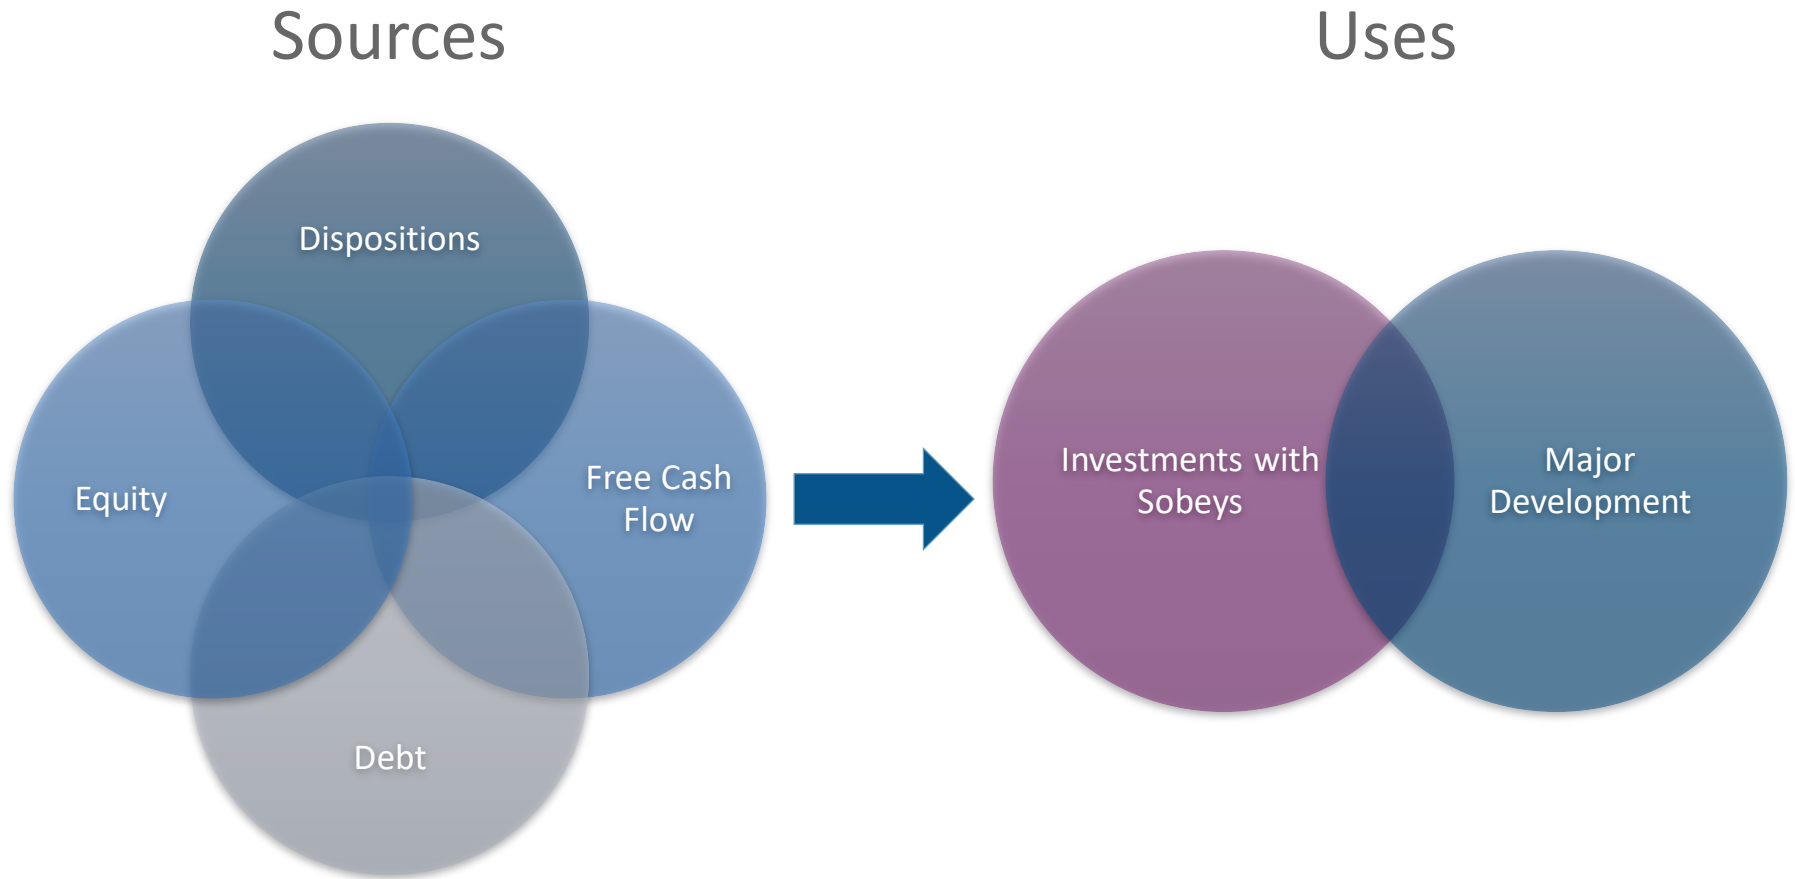 Sources
Uses
Dispositions
Equity
Free Cash
Flow
Debt
Investments with
Sobeys
Major
Development